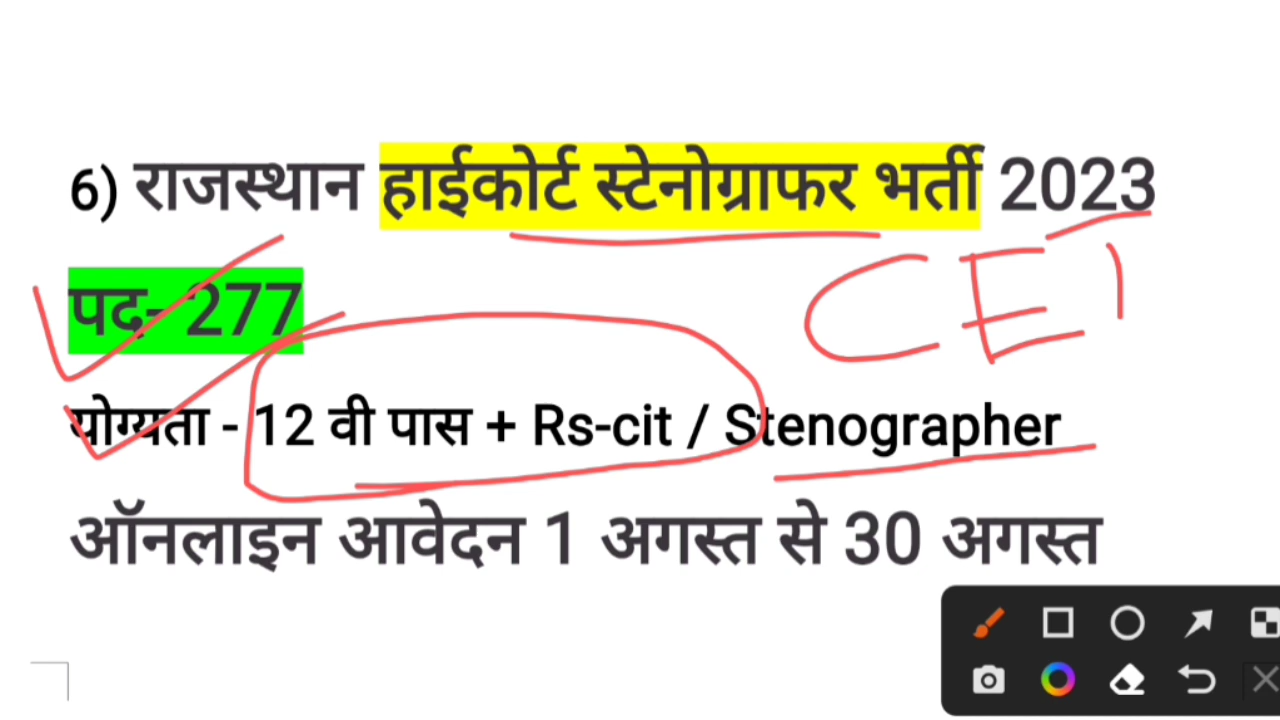 6) राजस्थान हाईकोर्ट स्टेनोग्राफर भर्ती 2023
CE
पद- 277
योग्यता - 12 वी पास + Rs-cit / Stenographer
ऑनलाइन आवेदन 1 अगस्त से 30 अगस्त